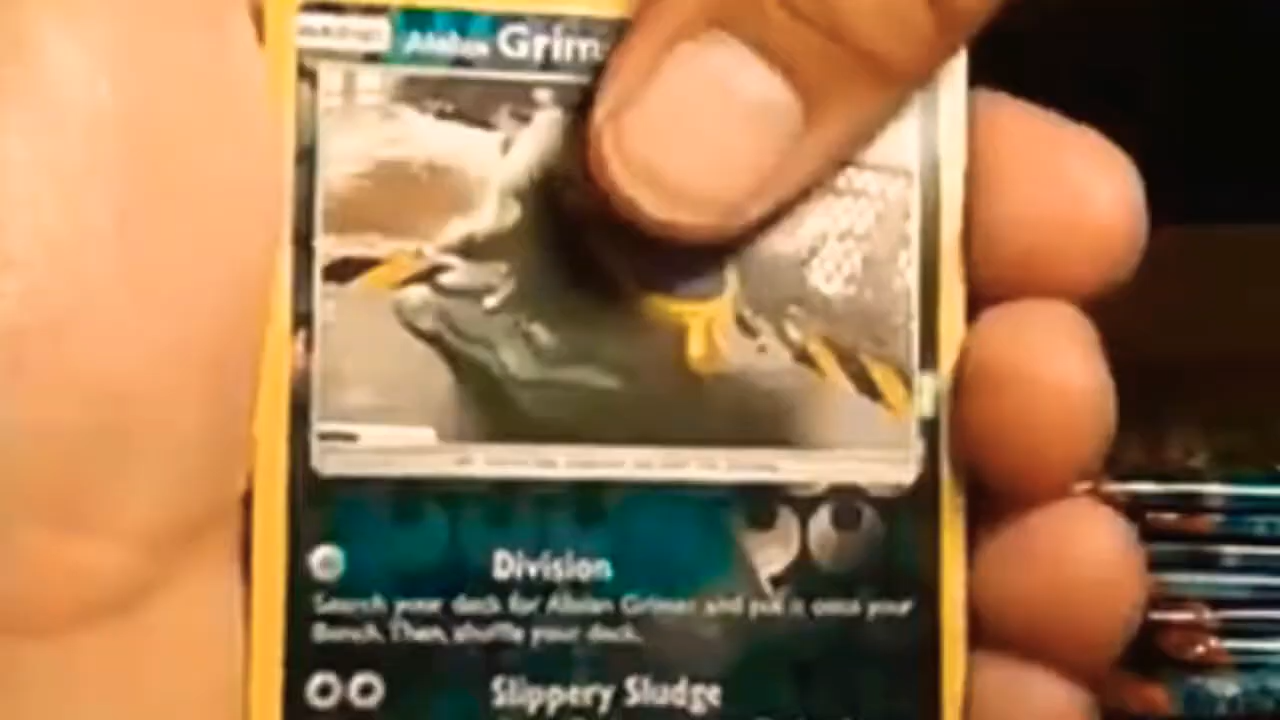 Alolan Grim
Division
Search your deck for Alolan Grimer and put it onto your
Bench. Then, shuffle your deck.
Slippery Sludge